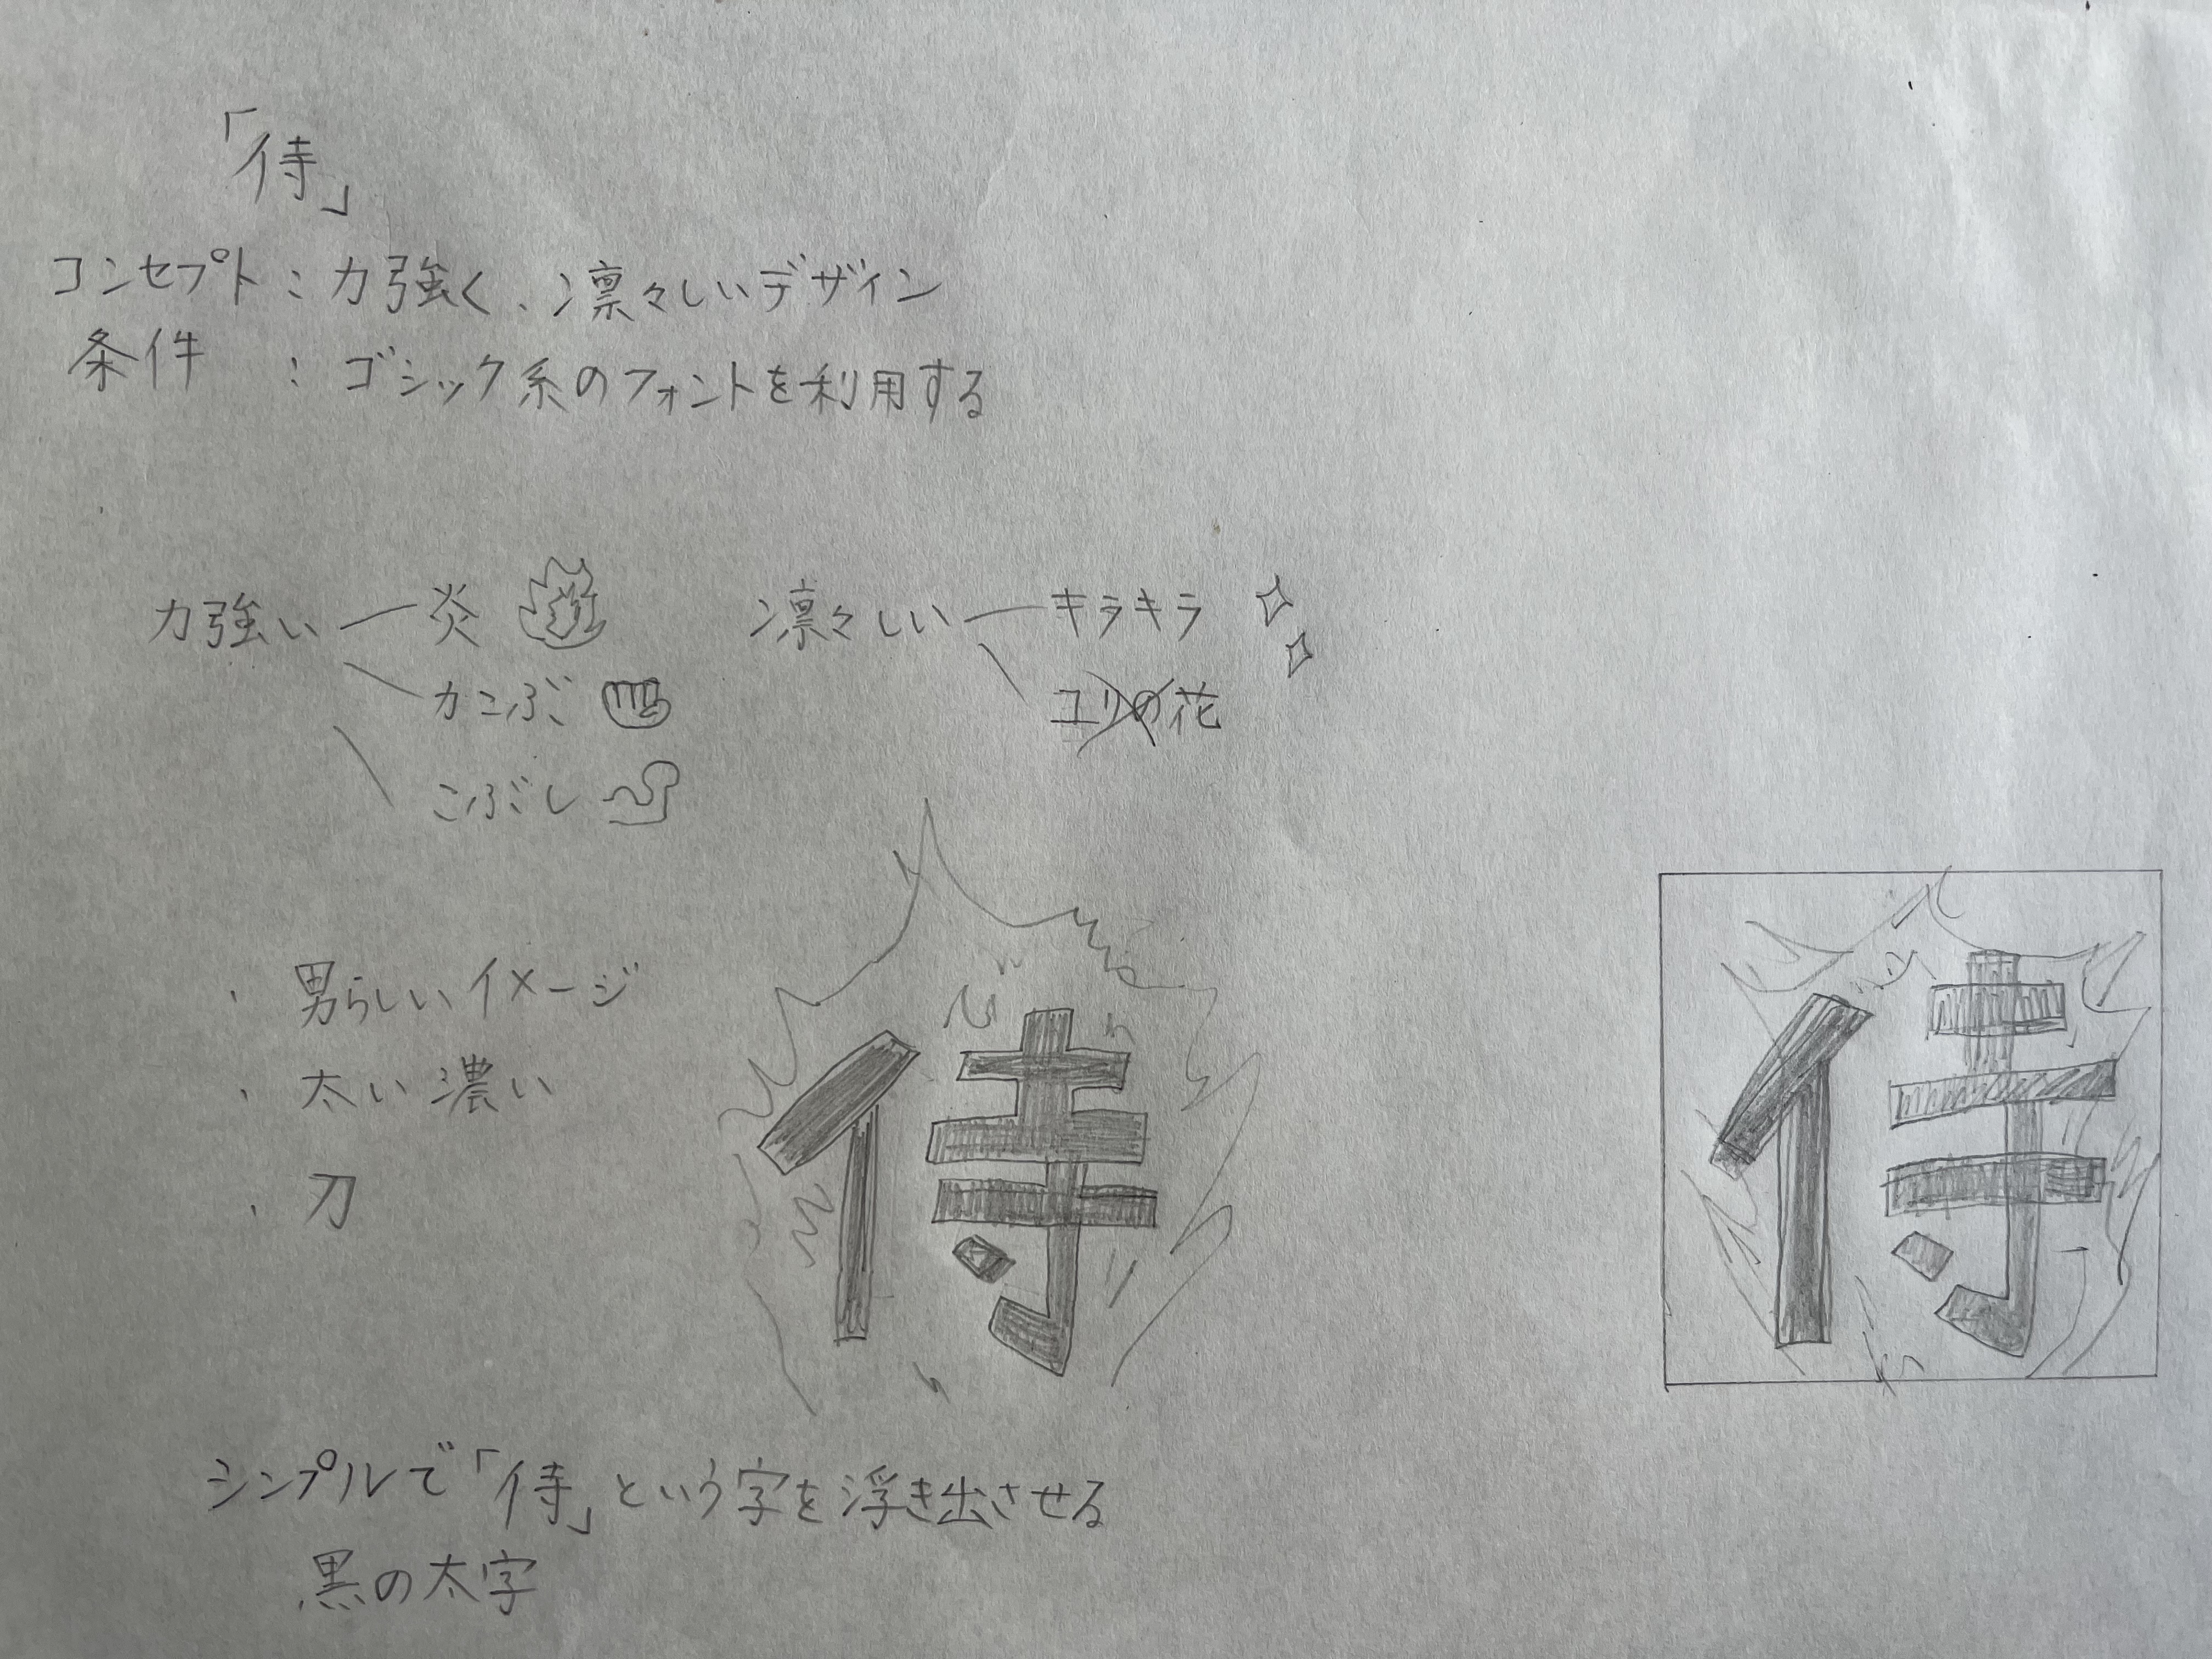 「侍」
コンセプト：力強く、凛々しいデザイン
条件　：ゴシック系のフォントを利用する
力強い　炎　凛々しい　キラキラ
カこぶ　ユリの花
こぶし
・男らしいイメージ
・太い濃い
・刀
侍
侍
シンプルで「侍」という字を浮き出させる
黒の太字